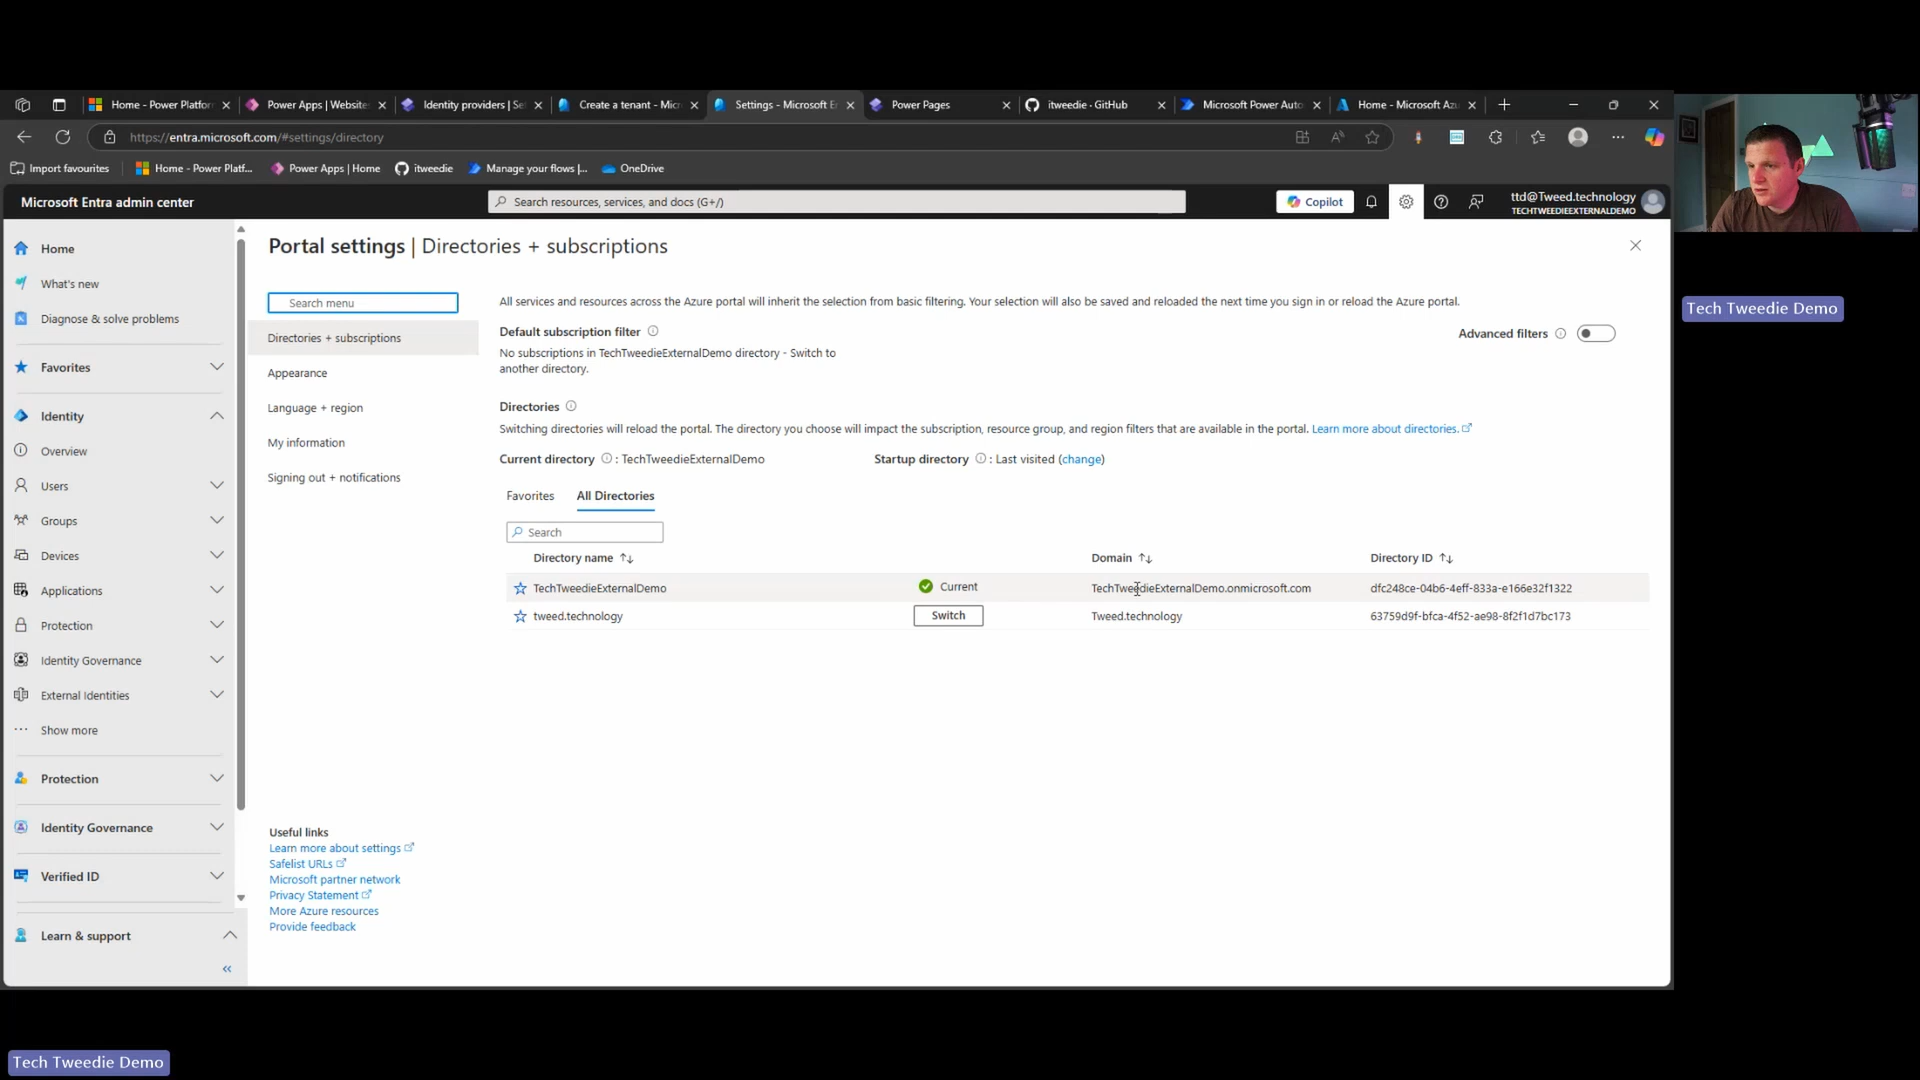 Home - Power Platfor
Power Apps | Website
Identity providers | Se
Create a tenant - Micr
Settings - Microsoft E
Power Pages
itweedie · GitHub
Microsoft Power Auto
Home - Microsoft Azu
https://entra.microsoft.com/#settings/directory
Import favourites
Home - Power Platf...
Power Apps | Home
itweedie
Manage your flows |...
OneDrive
Microsoft Entra admin center
Search resources, services, and docs (G+/)
Copilot
ttd@Tweed.technology
TECHTWEEDIEEXTERNALDEMO
Home
What's new
Diagnose & solve problems
Favorites
Identity
Overview
Users
Groups
Devices
Applications
Protection
Identity Governance
External Identities
Show more
Protection
Identity Governance
Verified ID
Learn & support
Portal settings | Directories + subscriptions
Search menu
Directories + subscriptions
Appearance
Language + region
My information
Signing out + notifications
Useful links
Learn more about settings
Safelist URLs
Microsoft partner network
Privacy Statement
More Azure resources
Provide feedback
All services and resources across the Azure portal will inherit the selection from basic filtering. Your selection will also be saved and reloaded the next time you sign in or reload the Azure portal.
Default subscription filter
Advanced filters
No subscriptions in TechTweedieExternalDemo directory - Switch to
another directory.
Directories
Switching directories will reload the portal. The directory you choose will impact the subscription, resource group, and region filters that are available in the portal. Learn more about directories.
Current directory : TechTweedieExternalDemo
Startup directory : Last visited (change)
Favorites
All Directories
Search
Directory name
Domain
Directory ID
TechTweedieExternalDemo
Current
TechTweedieExternalDemo.onmicrosoft.com
dfc248ce-04b6-4eff-833a-e166e32f1322
tweed.technology
Switch
Tweed.technology
63759d9f-bfca-4f52-ae98-8f2f1d7bc173
Tech Tweedie Demo
Tech Tweedie Demo